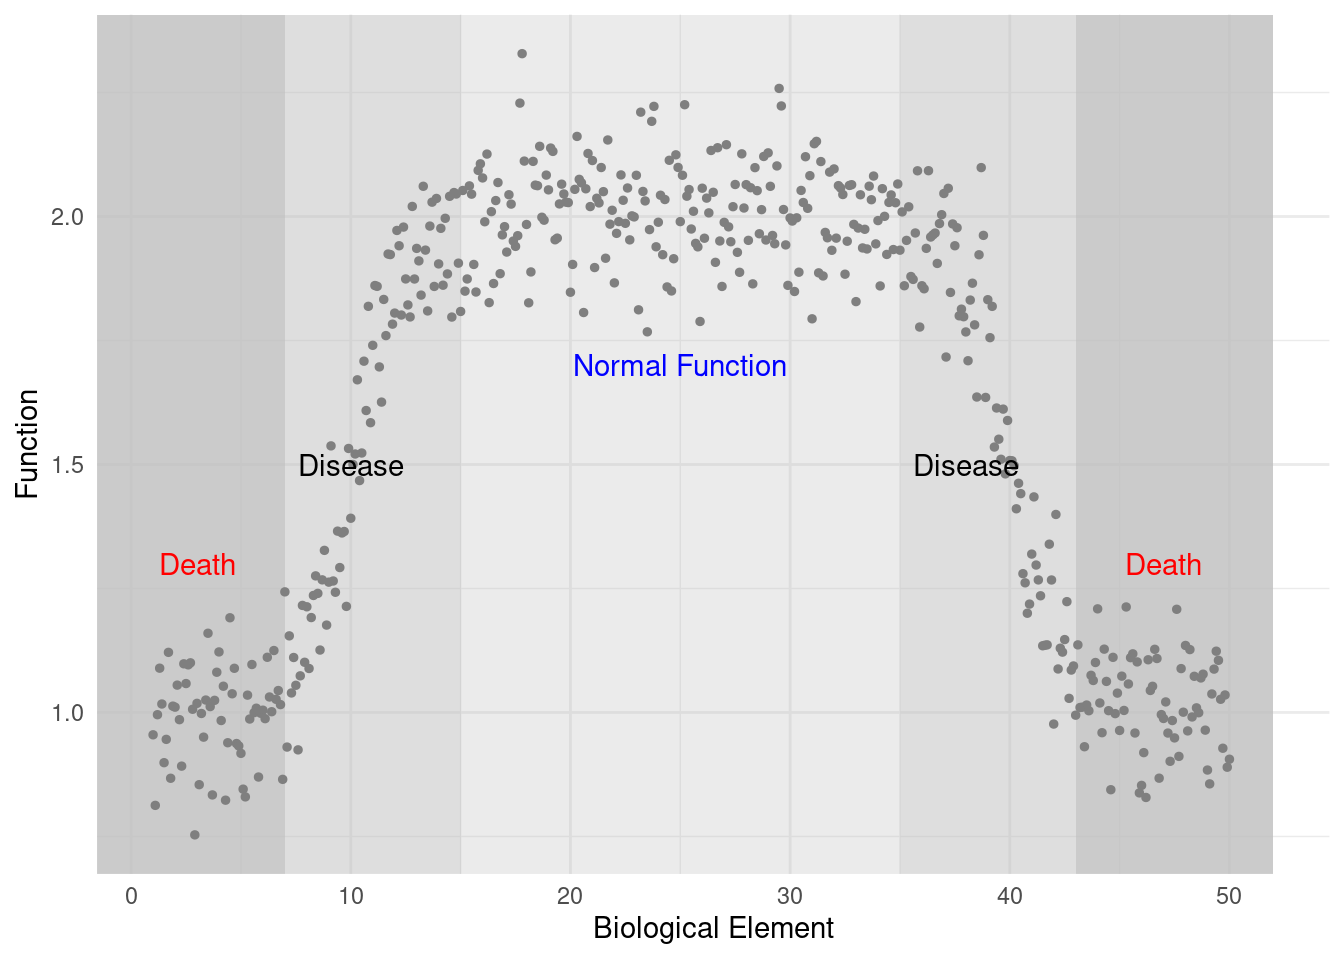 Function
2.0
1.5
1.0
Normal Function
Disease
Disease
Death
Death
0
10
20
30
40
50
Biological Element